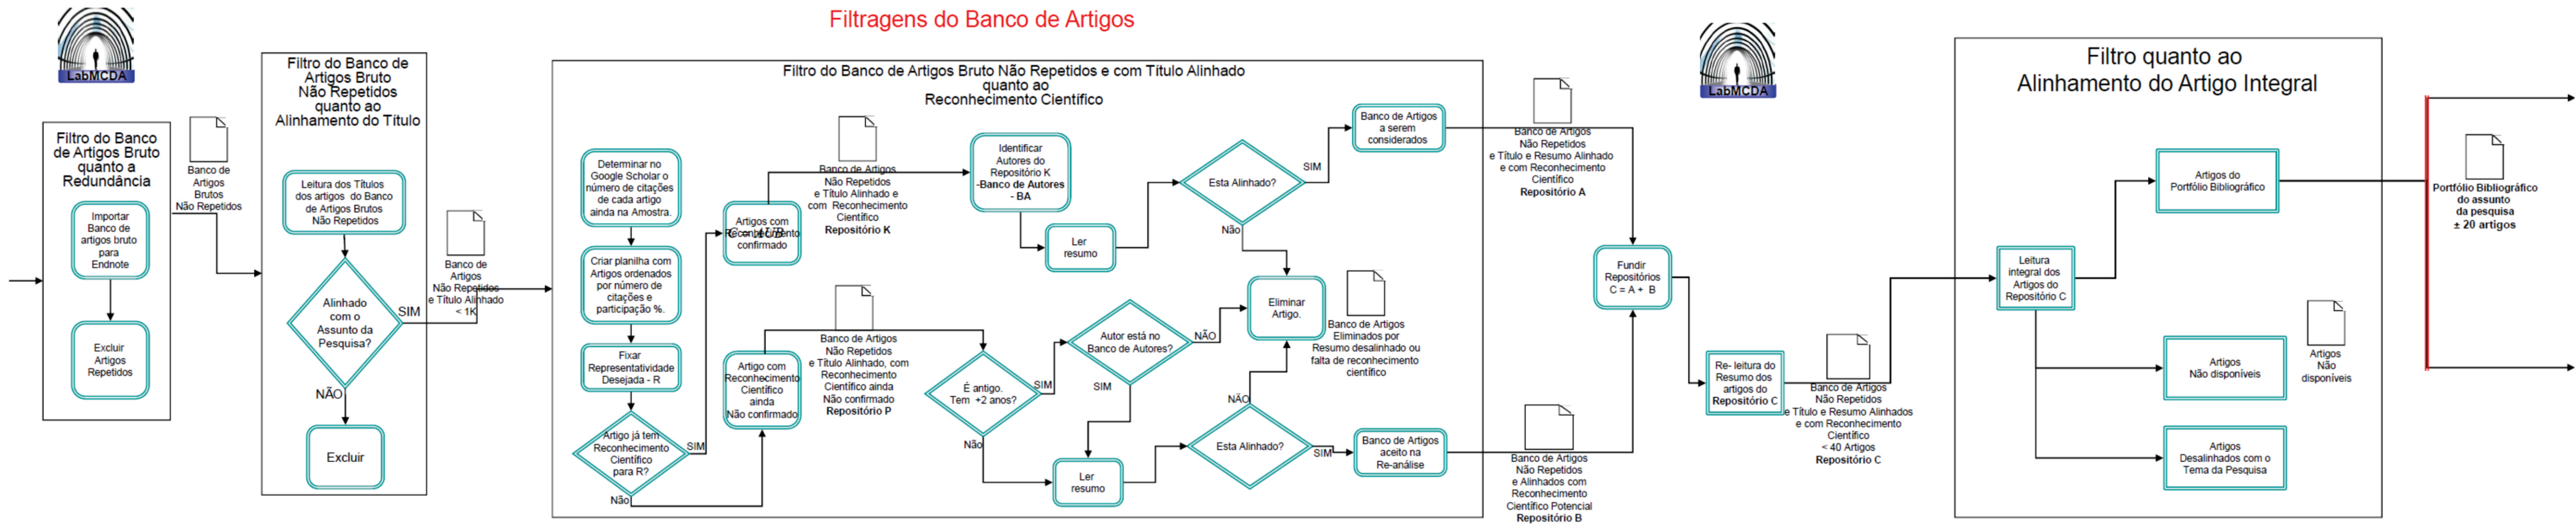 Filtragens do Banco de Artigos
LabMCDA
Filtro do Banco
de Artigos Bruto
quanto a
Redundância
Importar
Banco de
artigos bruto
para
Endnote
Excluir
Artigos
Repetidos
Banco de
Artigos
Brutos
Não Repetidos
Filtro do Banco de
Artigos Bruto
Não Repetidos
quanto ao
Alinhamento do Título
Leitura dos Títulos
dos artigos do Banco
de Artigos Brutos
Não Repetidos
Alinhado
com o
Assunto da
Pesquisa?
SIM
NÃO
Excluir
Banco de
Artigos
Não Repetidos
e Título Alinhado
< 1K
Filtro do Banco de Artigos Bruto Não Repetidos e com Título Alinhado
quanto ao
Reconhecimento Científico
Determinar no
Google Scholar o
número de citações
de cada artigo
ainda na Amostra.
Criar planilha com
Artigos ordenados
por número de
citações e
participação %.
Fixar
Representatividade
Desejada - R
Artigo já tem
Reconhecimento
Científico
para R?
SIM
Não
Artigos com
Reconhecimento
confirmado
C = AUB
Banco de Artigos
Não Repetidos
e Título Alinhado e
com Reconhecimento
Científico
Repositório K
Artigo com
Reconhecimento
Científico
ainda
Não confirmado
Banco de Artigos
Não Repetidos
e Título Alinhado, com
Reconhecimento
Científico ainda
Não confirmado
Repositório P
Identificar
Autores do
Repositório K
-Banco de Autores
- BA
Ler
resumo
Esta Alinhado?
SIM
Não
Banco de Artigos
a serem
considerados
É antigo.
Tem +2 anos?
SIM
Não
Autor está no
Banco de Autores?
NÃO
SIM
Eliminar
Artigo.
Banco de Artigos
Eliminados por
Resumo desalinhado ou
falta de reconhecimento
científico
Ler
resumo
Esta Alinhado?
NÃO
SIM
Banco de Artigos
aceito na
Re-análise
Banco de Artigos
Não Repetidos
e Título e Resumo Alinhado
e com Reconhecimento
Científico
Repositório A
Banco de Artigos
Não Repetidos
e Alinhados com
Reconhecimento
Científico Potencial
Repositório B
Fundir
Repositórios
C = A + B
LabMCDA
Re- leitura do
Resumo dos
artigos do
Repositório C
Banco de Artigos
Não Repetidos
e Título e Resumo Alinhados
e com Reconhecimento
Científico
< 40 Artigos
Repositório C
Filtro quanto ao
Alinhamento do Artigo Integral
Leitura
integral dos
Artigos do
Repositório C
Artigos do
Portfólio Bibliográfico
Artigos
Não disponíveis
Artigos
Não
disponíveis
Artigos
Desalinhados com o
Tema da Pesquisa
Portfólio Bibliográfico
do assunto
da pesquisa
± 20 artigos